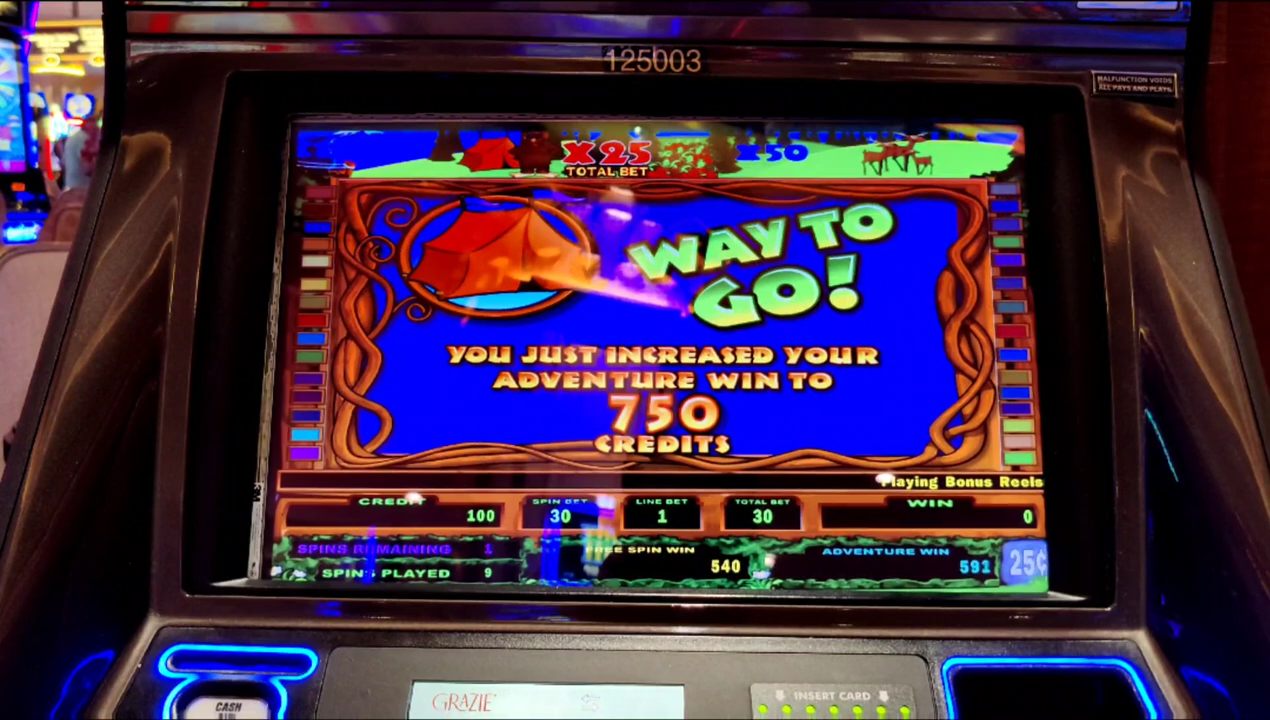 125003
MALFUNCTION VOIDS
ALL PAYS AND PLAYS
X25
TOTAL BET
X50
WAY TO
GO!
YOU JUST INCREASED YOUR
ADVENTURE WIN TO
750
CREDITS
Playing Bonus Reels
CREDIT SPIN BET LINE BET TOTAL BET WIN
100 30 1 30 0
SPINS REMAINING 1 FREE SPIN WIN ADVENTURE WIN
SPINS PLAYED 9 540 591 25¢
GRAZIE
INSERT CARD
CASH